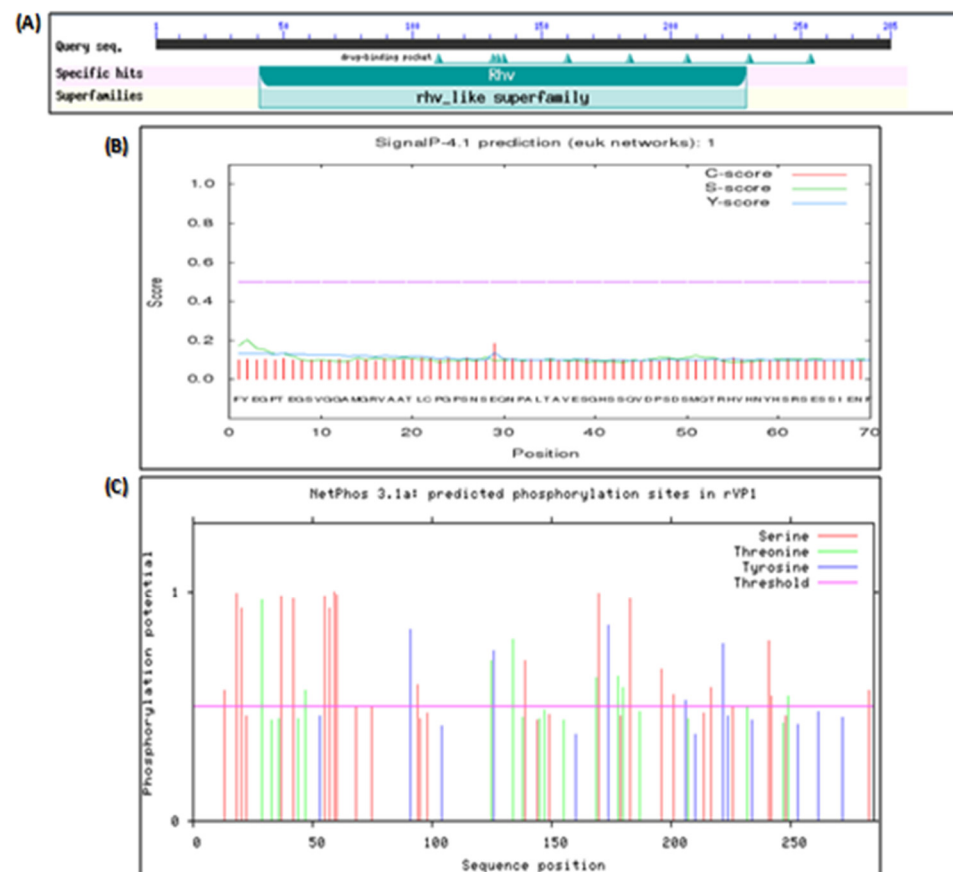 (A)
1 50 100 150 200 250 285
Query seq.
drug-binding pocket
Specific hits
Rhv
Superfamilies
rhv_like superfamily
(B)
SignalP-4.1 prediction (euk networks): 1
C-score
S-score
Y-score
1.0
0.8
0.6
0.4
0.2
0.0
Score
FYEGPTEGSVGGAMGRVAATLCPGPSNSEQNPALTAVESGHSSQVDPSDSMQTRHVHNYHSRSESSIENF
0 10 20 30 40 50 60 70
Position
(C)
NetPhos 3.1a: predicted phosphorylation sites in rVP1
Serine
Threonine
Tyrosine
Threshold
Phosphorylation potential
1
0
0 50 100 150 200 250
Sequence position